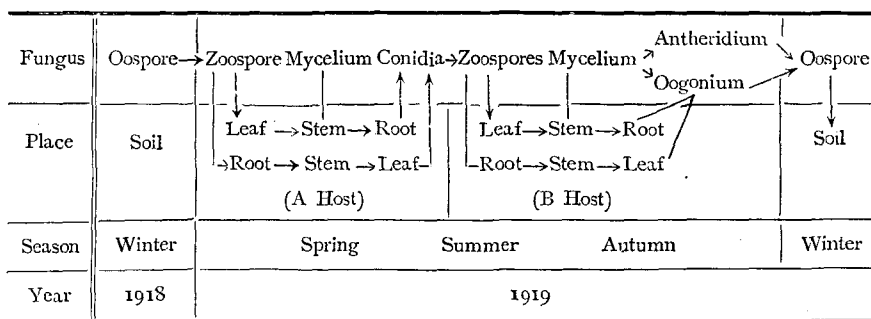 Antheridium
Fungus Oospore→Zoospore Mycelium Conidia→Zoospores Mycelium Oospore
Oogonium
Leaf→Stem→Root Leaf→Stem→Root
Place Soil Soil
Root→Stem→Leaf Root→Stem→Leaf
(A Host) (B Host)
Season Winter Spring Summer Autumn Winter
Year 1918 1919